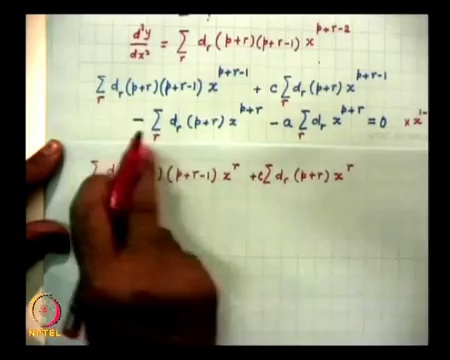 d²y/dx² = Σ_r d_r (p+r)(p+r-1) x^{p+r-2}
Σ_r d_r (p+r)(p+r-1) x^{p+r-1} + c Σ_r d_r (p+r) x^{p+r-1}
- Σ_r d_r (p+r) x^{p+r} - a Σ_r d_r x^{p+r} = 0 × x^{1-
) (p+r-1) x^r + c Σ d_r (p+r) x^r
NPTEL